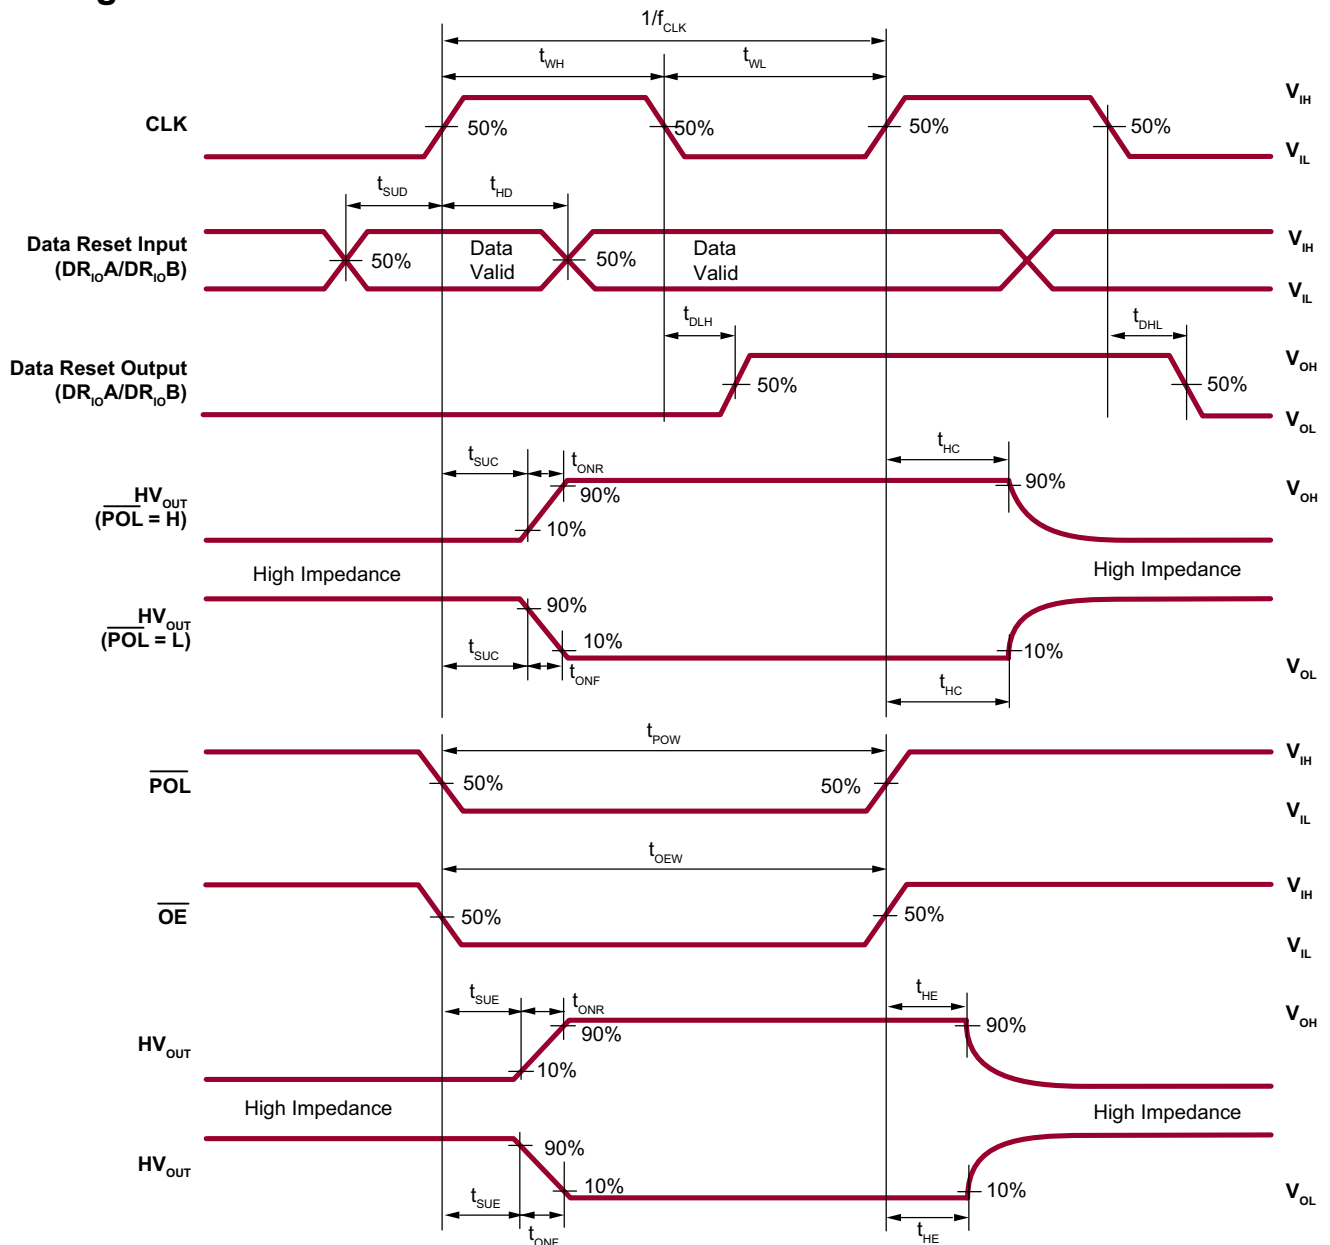 g
1/fCLK
tWH tWL
CLK 50% 50% 50% 50% VIH
VIL
tSUD tHD
Data Reset Input
(DRIOA/DRIOB)
50% Data
Valid 50% Data
Valid VIH
VIL
tDLH tDHL
Data Reset Output
(DRIOA/DRIOB)
50% 50% VOH
VOL
tSUC tONR tHC
HVOUT
(POL = H)
90% 90% VOH
10%
High Impedance High Impedance
HVOUT
(POL = L)
90%
10% 10%
tSUC tONF tHC VOL
tPOW
POL 50% 50% VIH
VIL
tOEW
OE 50% 50% VIH
VIL
tSUE tONR tHE
HVOUT 90% 90% VOH
10%
High Impedance High Impedance
HVOUT 90%
10% 10% VOL
tSUE tONF tHE